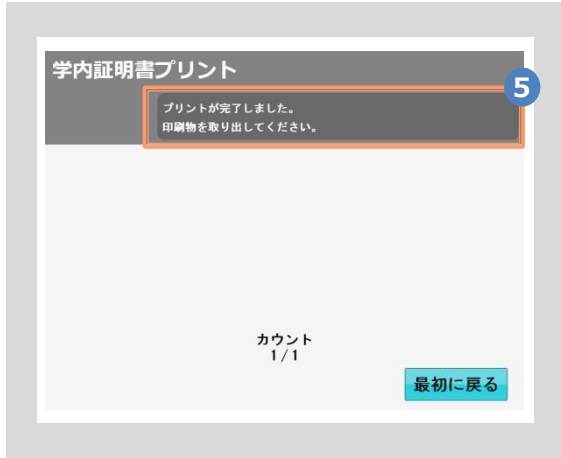 学内証明書プリント
5
プリントが完了しました。
印刷物を取り出してください。
カウント
1/1
最初に戻る